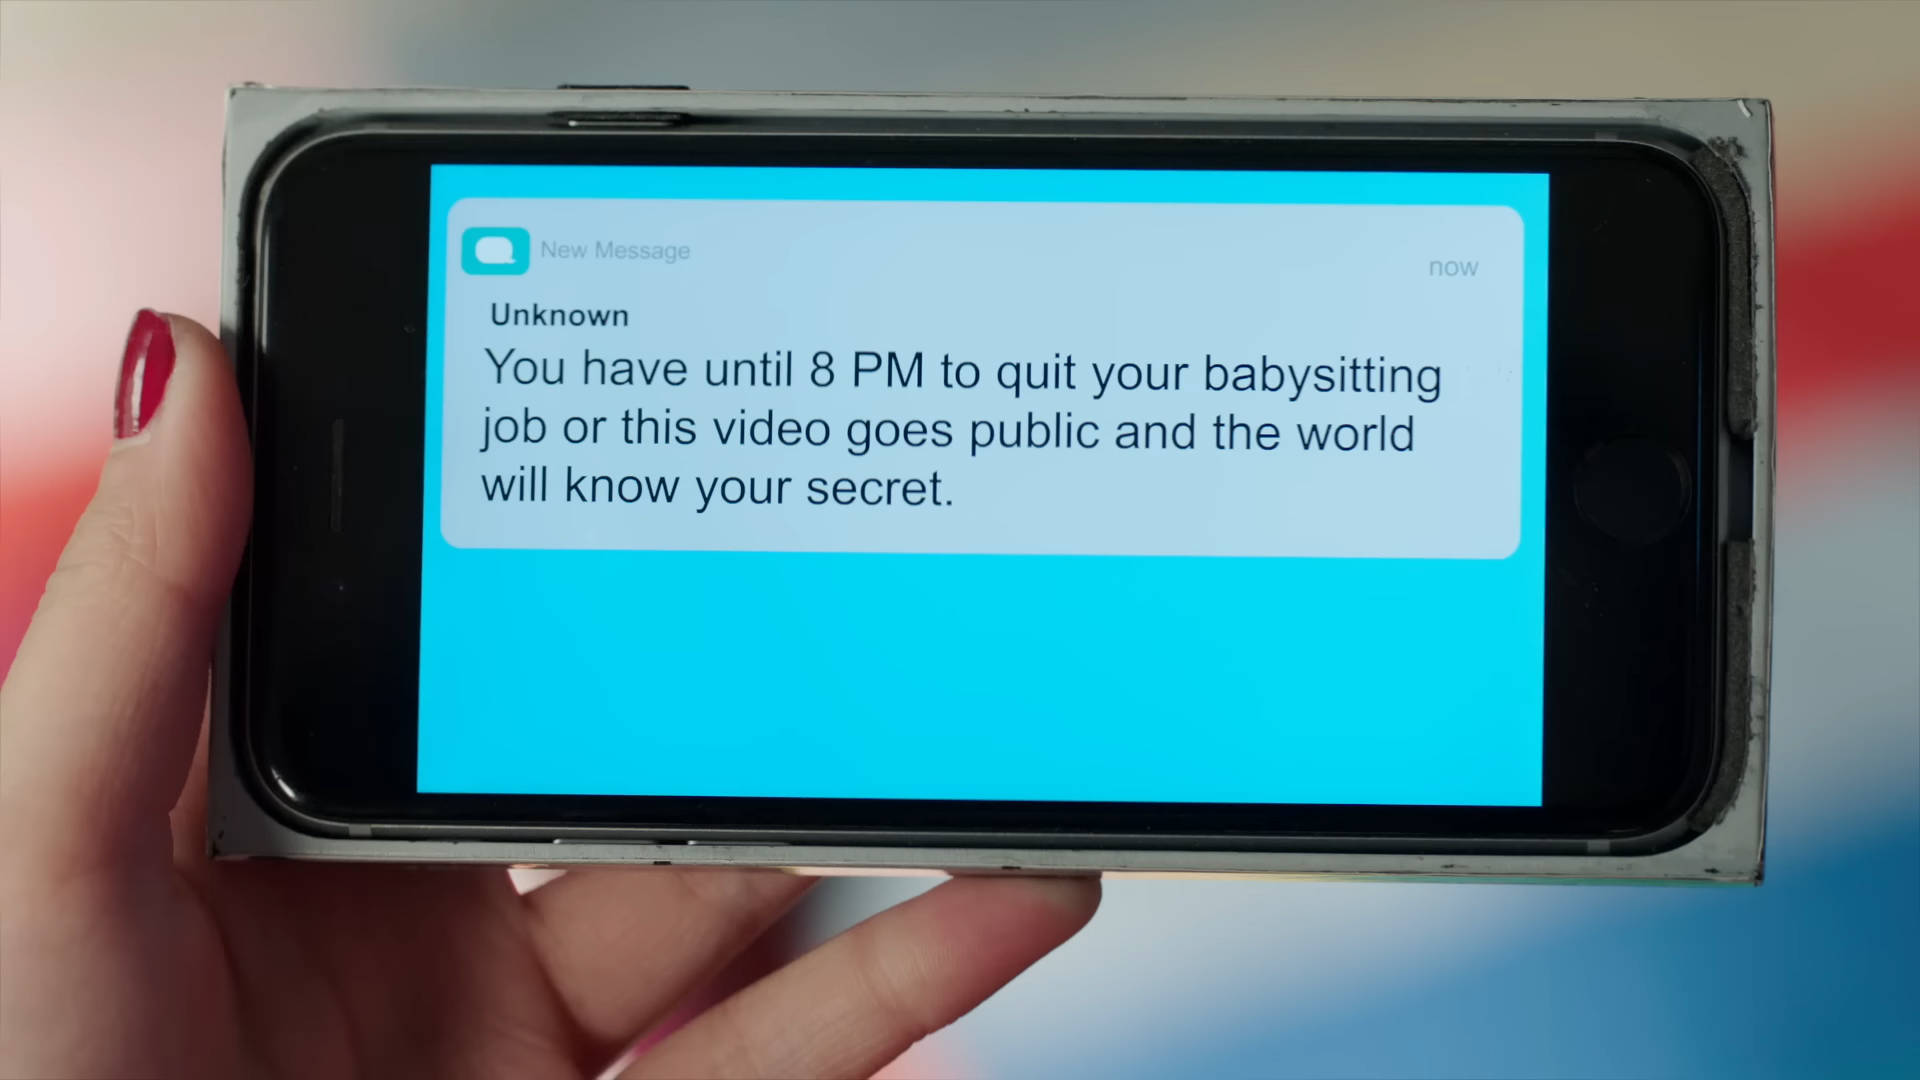 New Message
now
Unknown
You have until 8 PM to quit your babysitting
job or this video goes public and the world
will know your secret.